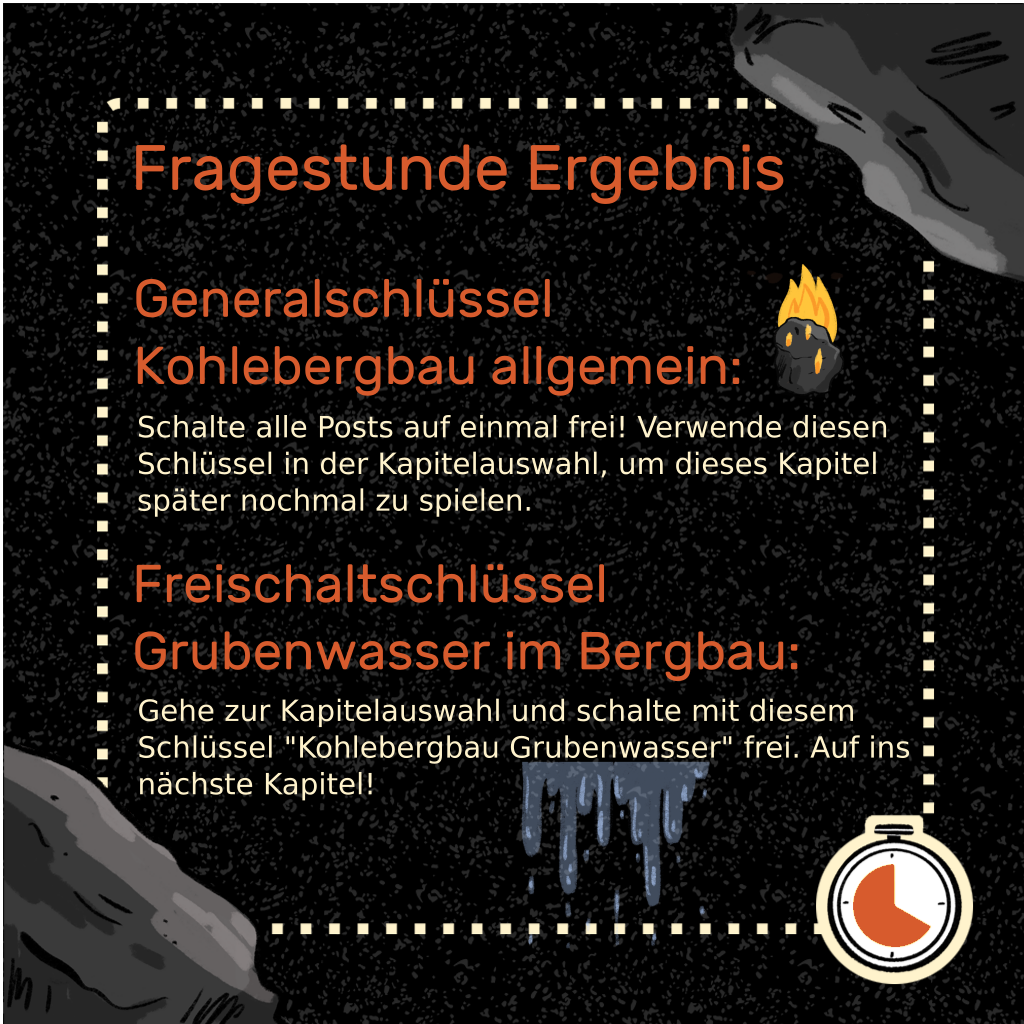 Fragestunde Ergebnis
Generalschlüssel
Kohlebergbau allgemein:
Schalte alle Posts auf einmal frei! Verwende diesen
Schlüssel in der Kapitelauswahl, um dieses Kapitel
später nochmal zu spielen.
Freischaltschlüssel
Grubenwasser im Bergbau:
Gehe zur Kapitelauswahl und schalte mit diesem
Schlüssel "Kohlebergbau Grubenwasser" frei. Auf ins
nächste Kapitel!